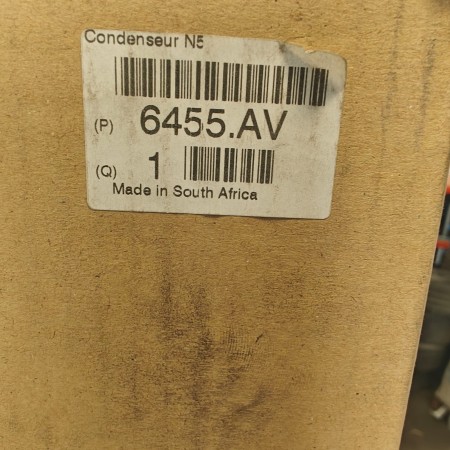 Condenseur N5
(P) 6455.AV
(Q) 1
Made in South Africa